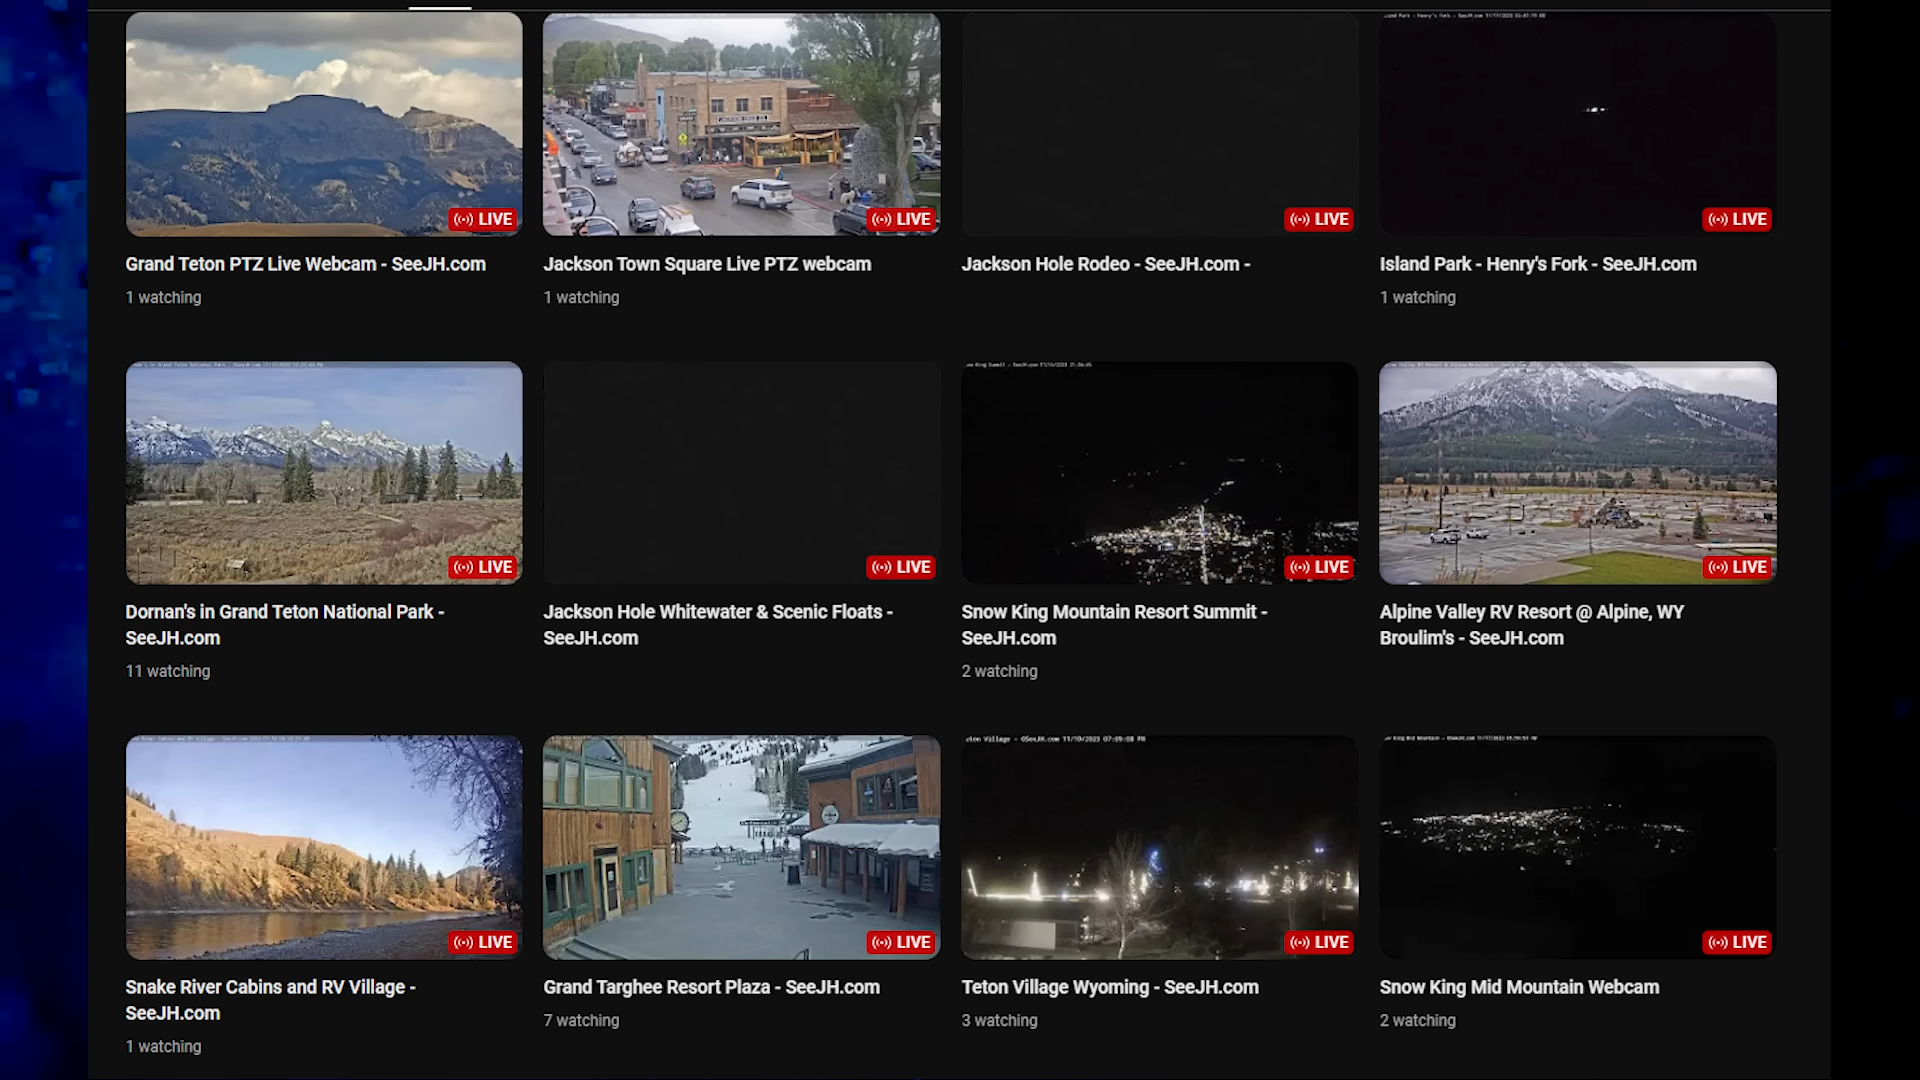 LIVE
LIVE
LIVE
LIVE
Grand Teton PTZ Live Webcam - SeeJH.com
Jackson Town Square Live PTZ webcam
Jackson Hole Rodeo - SeeJH.com -
Island Park - Henry's Fork - SeeJH.com
1 watching
1 watching
1 watching
LIVE
LIVE
LIVE
LIVE
Dornan's in Grand Teton National Park -
SeeJH.com
Jackson Hole Whitewater & Scenic Floats -
SeeJH.com
Snow King Mountain Resort Summit -
SeeJH.com
Alpine Valley RV Resort @ Alpine, WY
Broulim's - SeeJH.com
11 watching
2 watching
LIVE
LIVE
LIVE
LIVE
Snake River Cabins and RV Village -
SeeJH.com
Grand Targhee Resort Plaza - SeeJH.com
Teton Village Wyoming - SeeJH.com
Snow King Mid Mountain Webcam
1 watching
7 watching
3 watching
2 watching